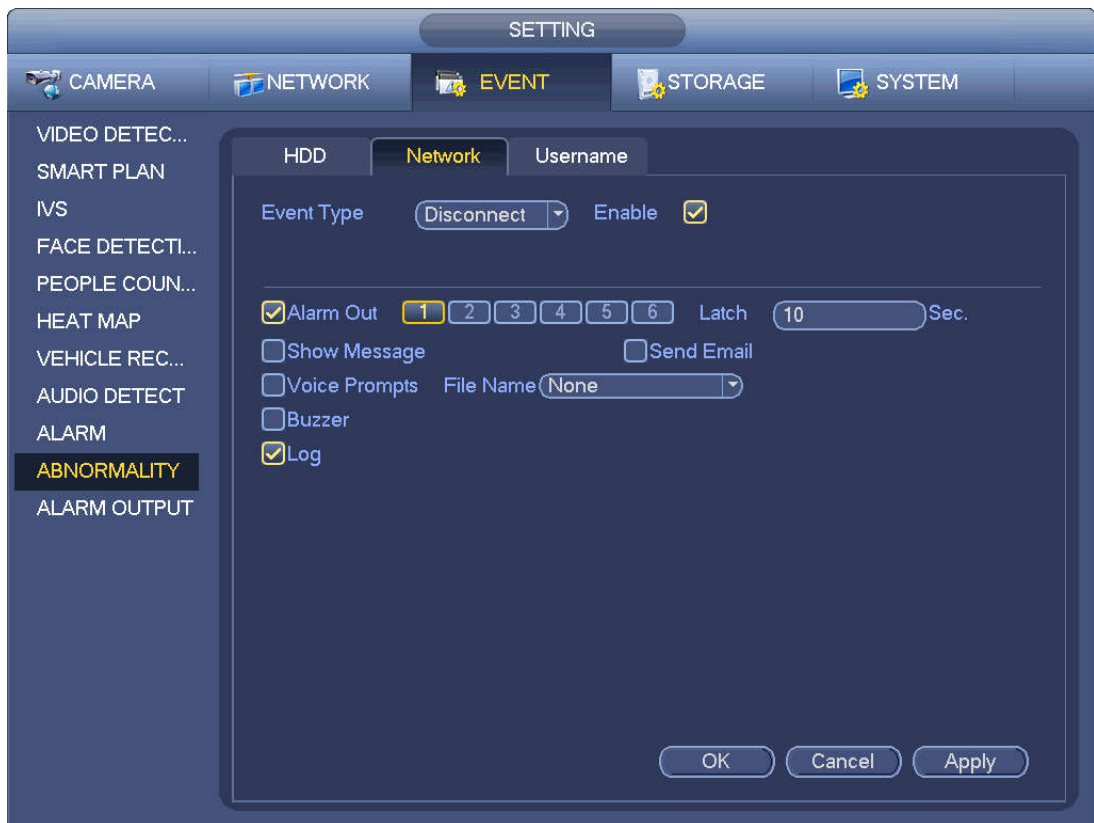 SETTING
CAMERA NETWORK EVENT STORAGE SYSTEM
VIDEO DETEC...
SMART PLAN
IVS
FACE DETECTI...
PEOPLE COUN...
HEAT MAP
VEHICLE REC...
AUDIO DETECT
ALARM
ABNORMALITY
ALARM OUTPUT
HDD Network Username
Event Type Disconnect Enable
Alarm Out 1 2 3 4 5 6 Latch 10 Sec.
Show Message Send Email
Voice Prompts File Name None
Buzzer
Log
OK Cancel Apply